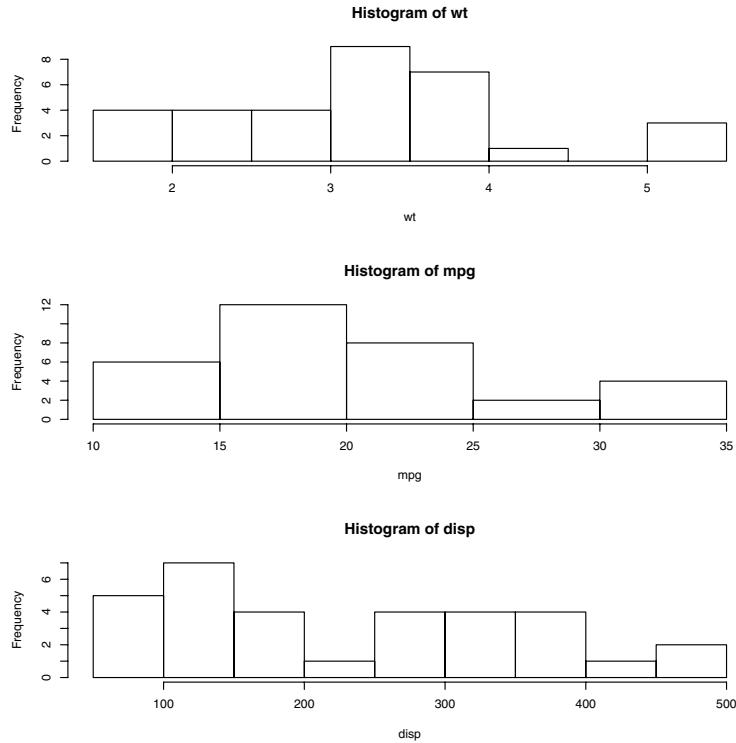 Histogram of wt
Frequency
0 2 4 6 8
2 3 4 5
wt
Histogram of mpg
Frequency
0 2 4 6 8 12
10 15 20 25 30 35
mpg
Histogram of disp
Frequency
0 2 4 6
100 200 300 400 500
disp